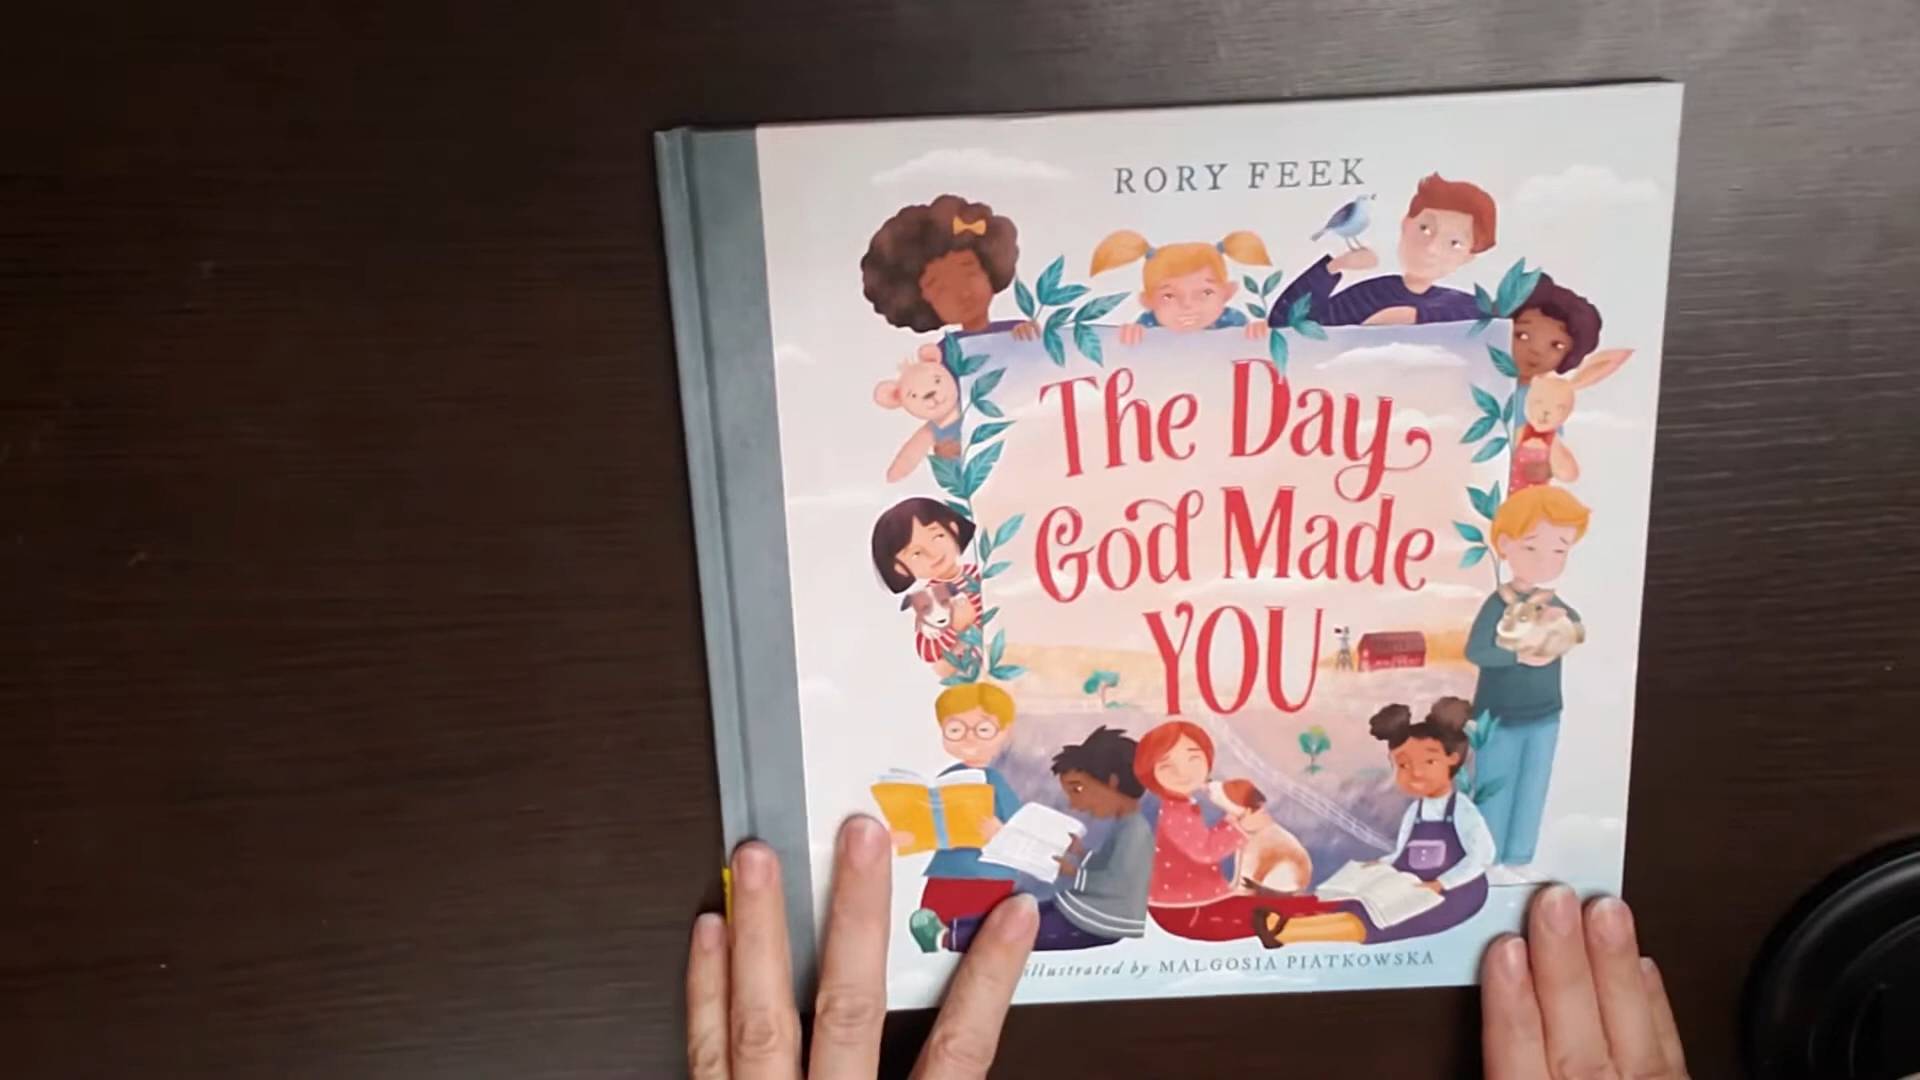 RORY FEEK
The Day
God Made
YOU
illustrated by MALGOSIA PIATKOWSKA